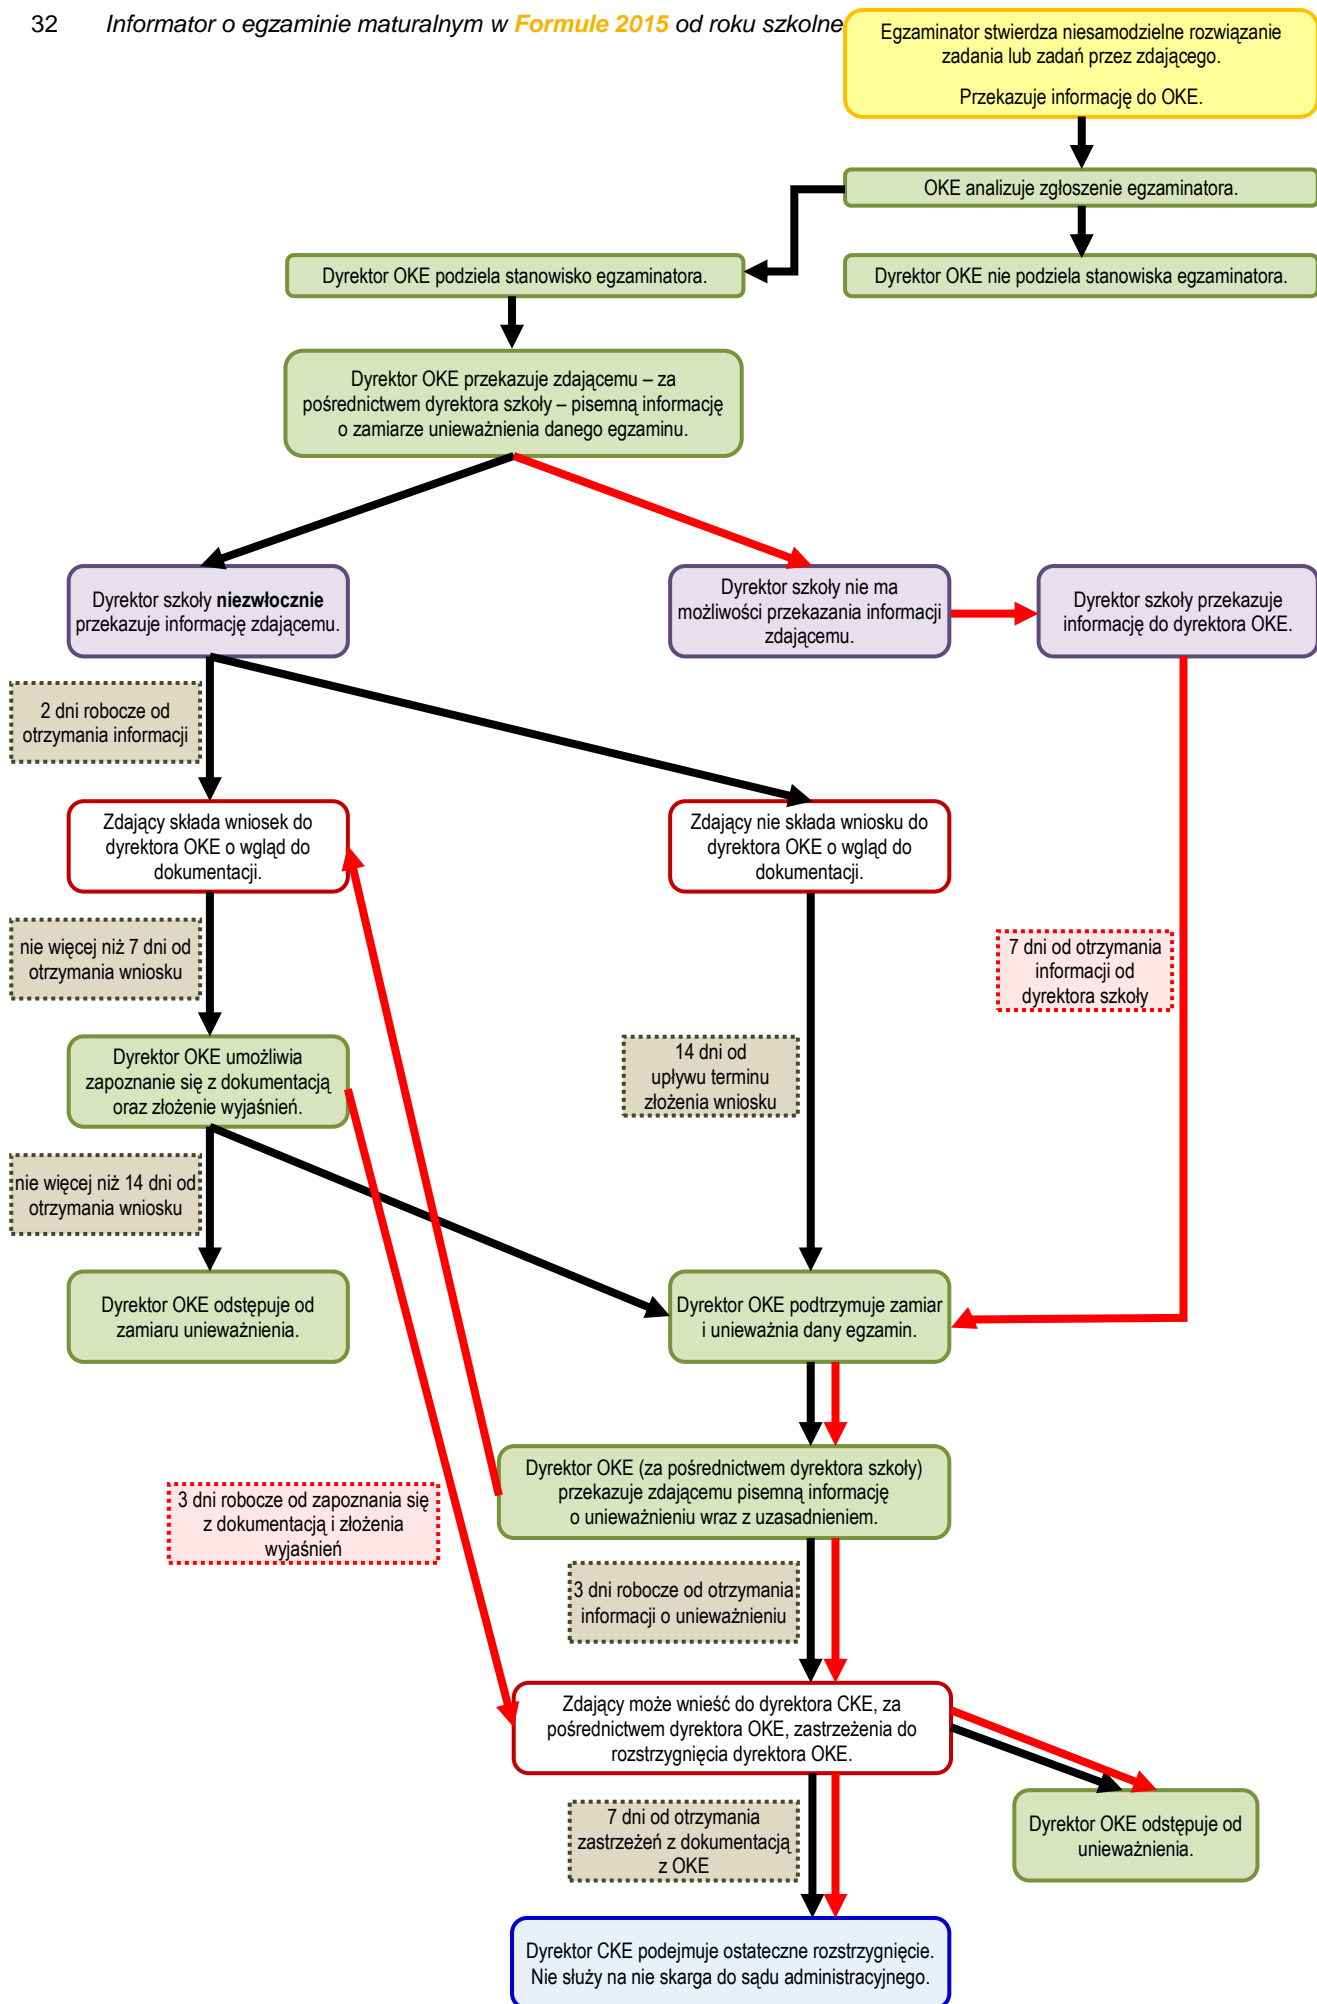 32 Informator o egzaminie maturalnym w Formule 2015 od roku szkolne
Egzaminator stwierdza niesamodzielne rozwiązanie
zadania lub zadań przez zdającego.
Przekazuje informację do OKE.
OKE analizuje zgłoszenie egzaminatora.
Dyrektor OKE podziela stanowisko egzaminatora.
Dyrektor OKE nie podziela stanowiska egzaminatora.
Dyrektor OKE przekazuje zdającemu – za
pośrednictwem dyrektora szkoły – pisemną informację
o zamiarze unieważnienia danego egzaminu.
Dyrektor szkoły niezwłocznie
przekazuje informację zdającemu.
Dyrektor szkoły nie ma
możliwości przekazania informacji
zdającemu.
Dyrektor szkoły przekazuje
informację do dyrektora OKE.
2 dni robocze od
otrzymania informacji
Zdający składa wniosek do
dyrektora OKE o wgląd do
dokumentacji.
Zdający nie składa wniosku do
dyrektora OKE o wgląd do
dokumentacji.
nie więcej niż 7 dni od
otrzymania wniosku
7 dni od otrzymania
informacji od
dyrektora szkoły
Dyrektor OKE umożliwia
zapoznanie się z dokumentacją
oraz złożenie wyjaśnień.
14 dni od
upływu terminu
złożenia wniosku
nie więcej niż 14 dni od
otrzymania wniosku
Dyrektor OKE odstępuje od
zamiaru unieważnienia.
Dyrektor OKE podtrzymuje zamiar
i unieważnia dany egzamin.
Dyrektor OKE (za pośrednictwem dyrektora szkoły)
przekazuje zdającemu pisemną informację
o unieważnieniu wraz z uzasadnieniem.
3 dni robocze od zapoznania się
z dokumentacją i złożenia
wyjaśnień
3 dni robocze od otrzymania
informacji o unieważnieniu
Zdający może wnieść do dyrektora CKE, za
pośrednictwem dyrektora OKE, zastrzeżenia do
rozstrzygnięcia dyrektora OKE.
7 dni od otrzymania
zastrzeżeń z dokumentacją
z OKE
Dyrektor OKE odstępuje od
unieważnienia.
Dyrektor CKE podejmuje ostateczne rozstrzygnięcie.
Nie służy na nie skarga do sądu administracyjnego.